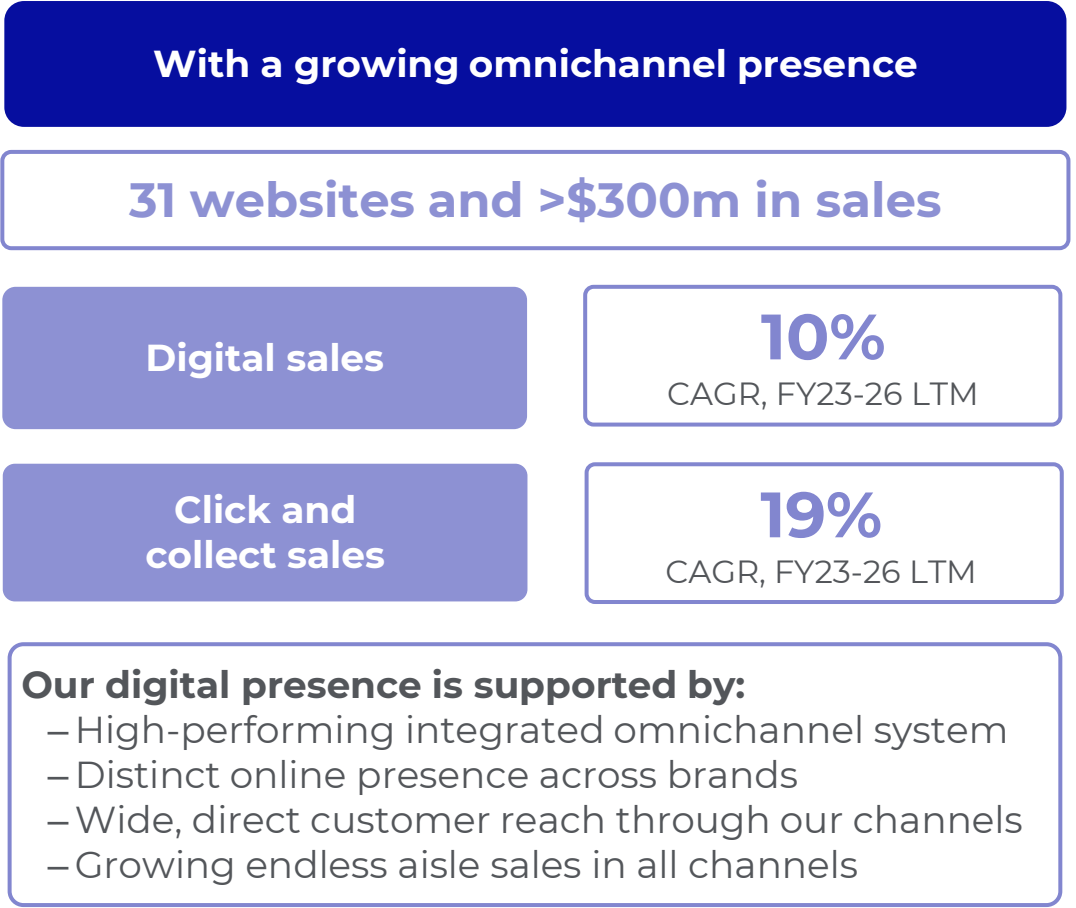 With a growing omnichannel presence
31 websites and >$300m in sales
Digital sales
10%
CAGR, FY23-26 LTM
Click and
collect sales
19%
CAGR, FY23-26 LTM
Our digital presence is supported by:
–High-performing integrated omnichannel system
–Distinct online presence across brands
–Wide, direct customer reach through our channels
–Growing endless aisle sales in all channels